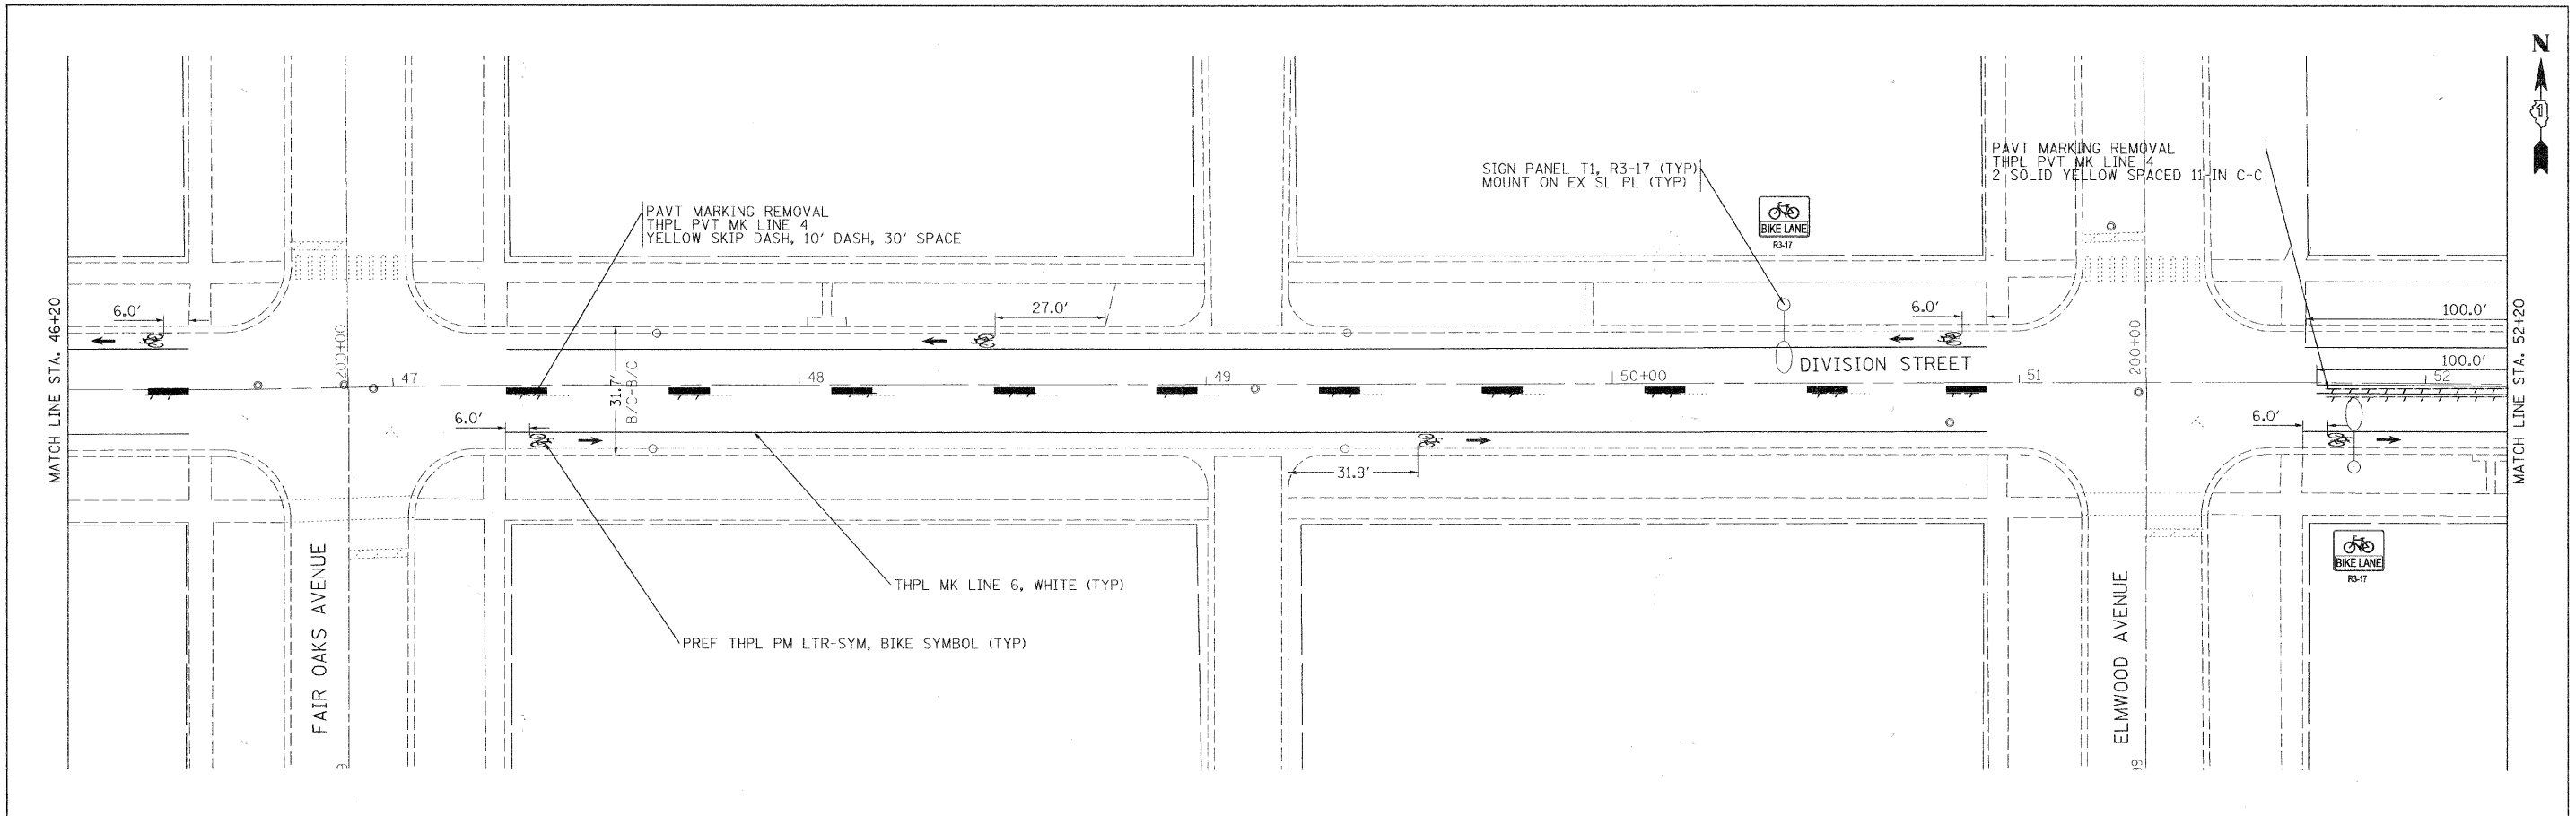 N
1
PAVT MARKING REMOVAL
THPL PVT MK LINE 4
2 SOLID YELLOW SPACED 11-IN C-C
SIGN PANEL T1, R3-17 (TYP)
MOUNT ON EX SL PL (TYP)
BIKE LANE
R3-17
PAVT MARKING REMOVAL
THPL PVT MK LINE 4
YELLOW SKIP DASH, 10' DASH, 30' SPACE
MATCH LINE STA. 46+20
6.0'
27.0'
6.0'
100.0'
100.0'
MATCH LINE STA. 52+20
200+00
200+00
DIVISION STREET
47
48
49
50+00
51
52
31.7'
B/C-B/C
6.0'
6.0'
31.9'
BIKE LANE
R3-17
THPL MK LINE 6, WHITE (TYP)
PREF THPL PM LTR-SYM, BIKE SYMBOL (TYP)
FAIR OAKS AVENUE
ELMWOOD AVENUE